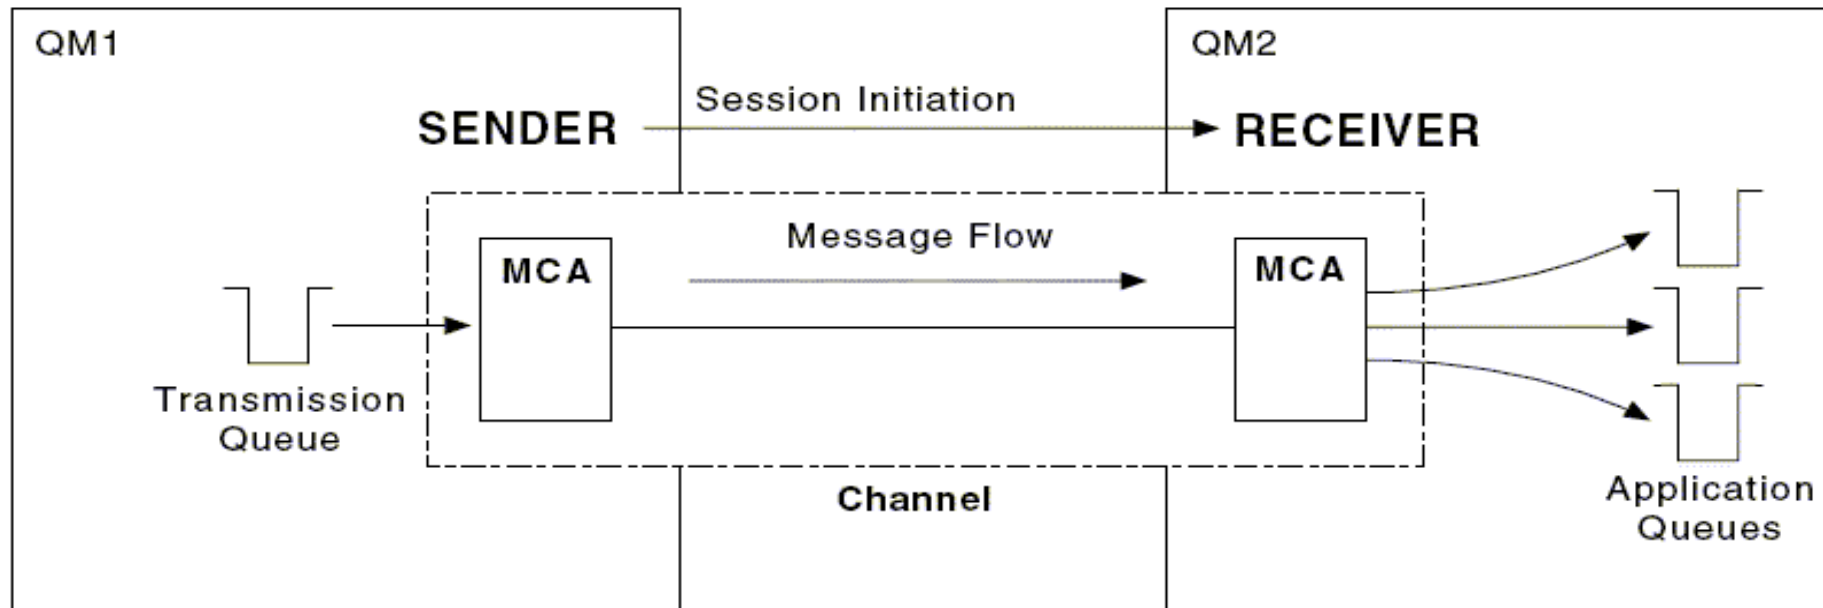 QM1
QM2
Session Initiation
SENDER
RECEIVER
Message Flow
MCA
MCA
Transmission
Queue
Channel
Application
Queues